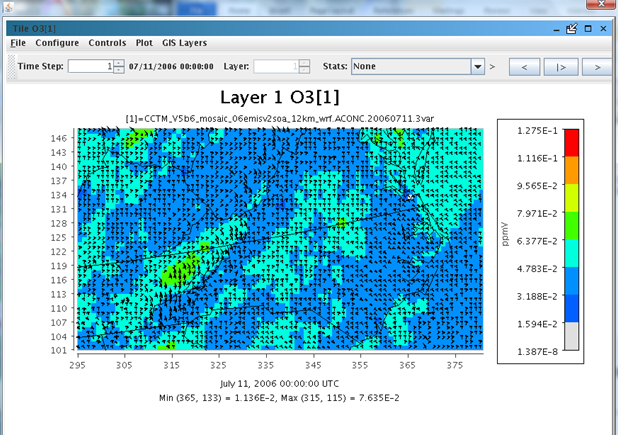 Tile O3[1]
File Configure Controls Plot GIS Layers
Time Step: 1 07/11/2006 00:00:00 Layer: 1 Stats: None > < |> >
Layer 1 O3[1]
[1]=CCTM_V5b6_mosaic_06emisv2soa_12km_wrf.ACONC.20060711.3var
146
143
140
137
134
131
128
125
122
119
116
113
110
107
104
101
295 305 315 325 335 345 355 365 375
1.275E-1
1.116E-1
9.565E-2
7.971E-2
6.377E-2
4.783E-2
3.188E-2
1.594E-2
1.387E-8
ppmV
July 11, 2006 00:00:00 UTC
Min (365, 133) = 1.136E-2, Max (315, 115) = 7.635E-2